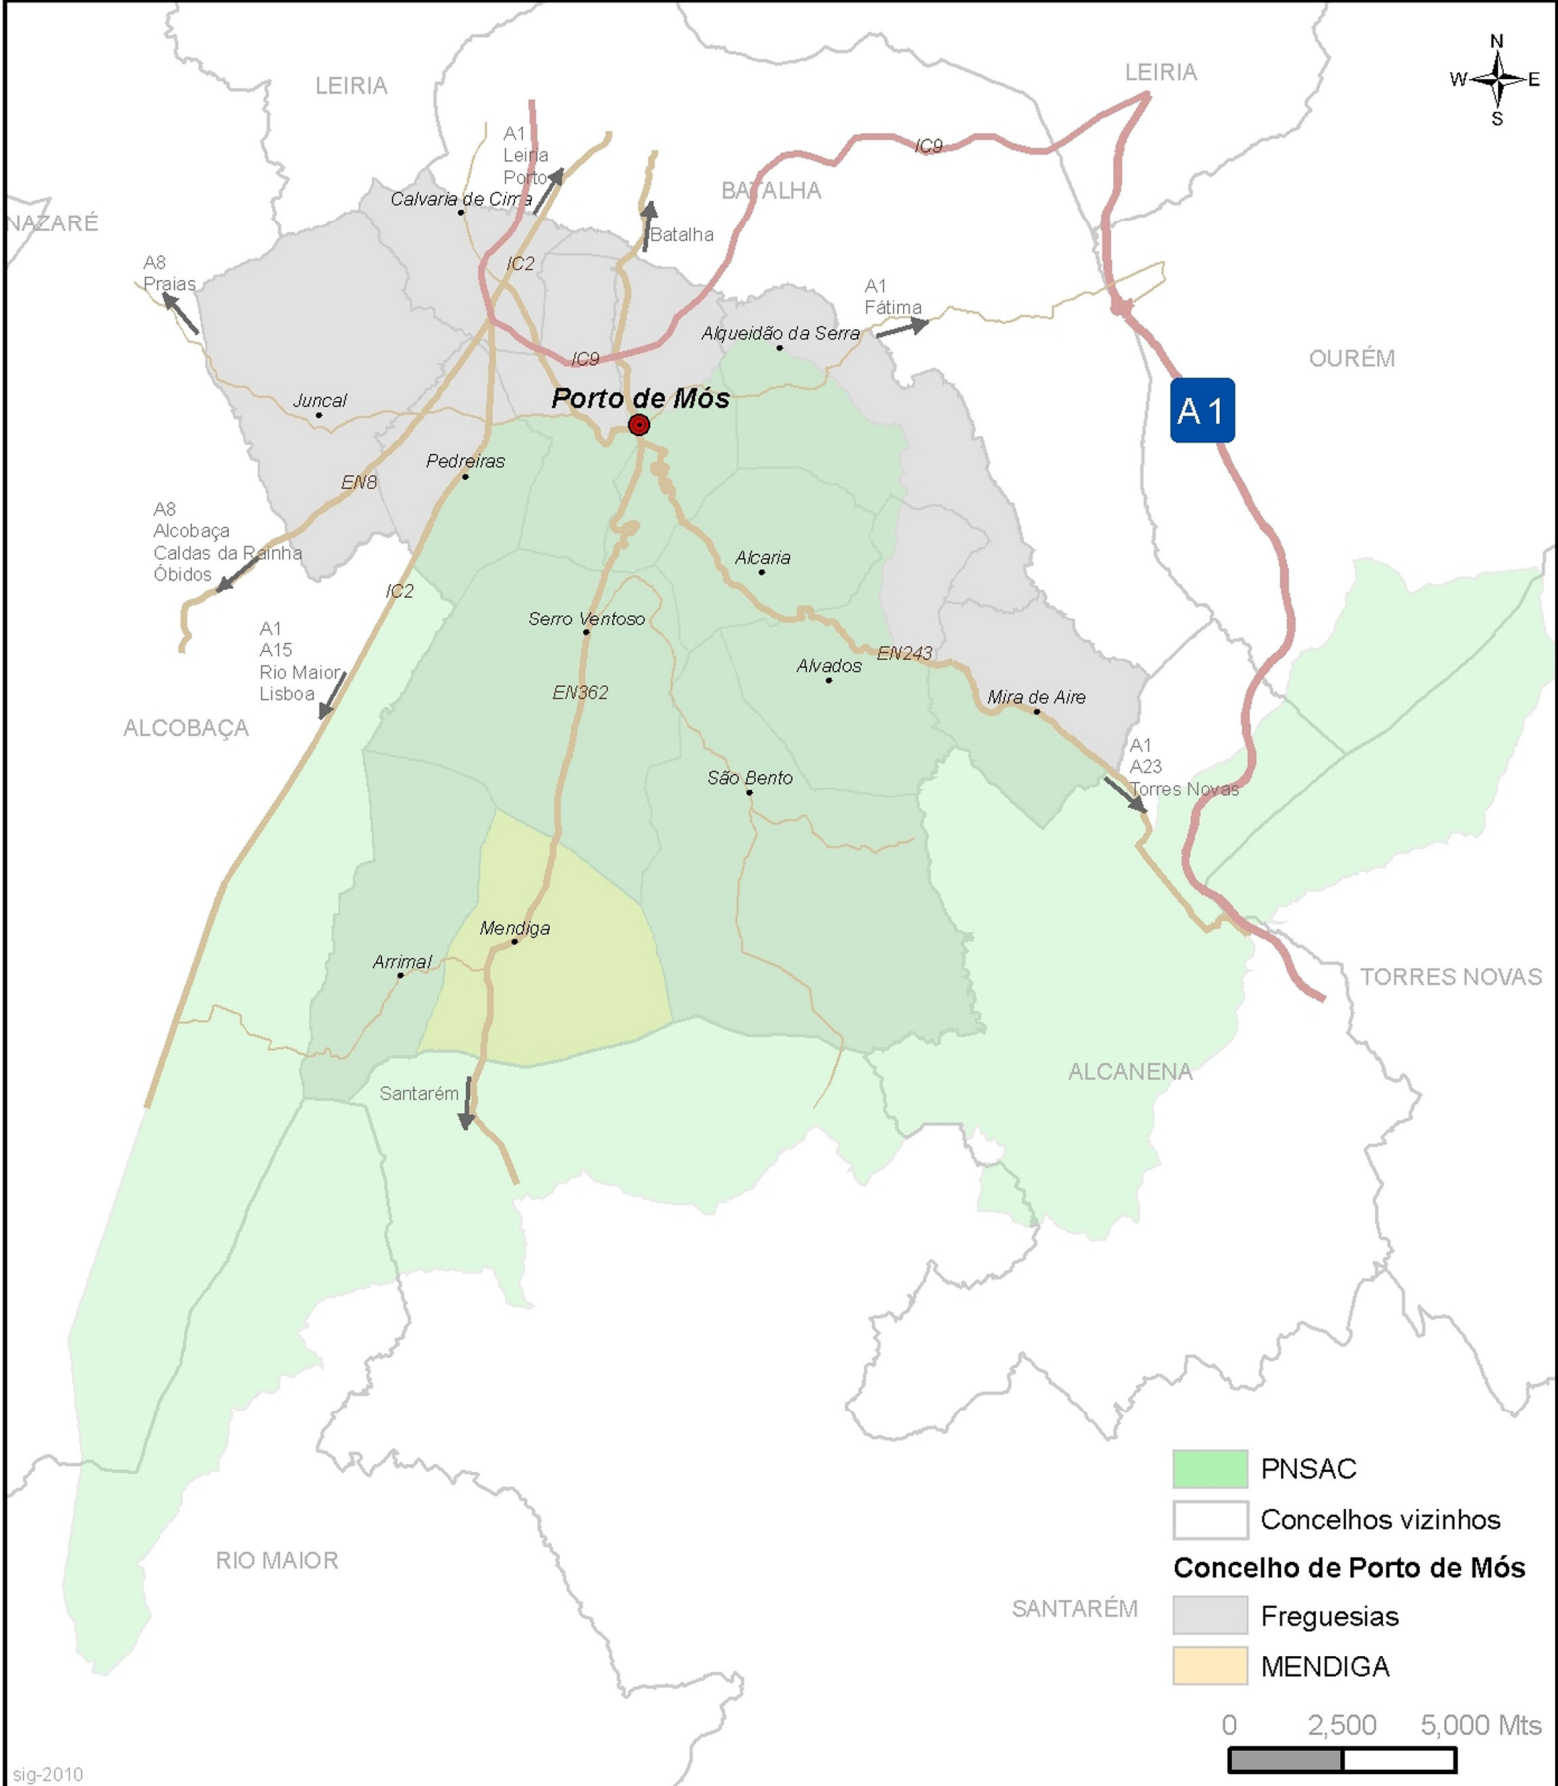 LEIRIA
LEIRIA
N
W
E
S
A1
Leiria
Porto
IC9
BATALHA
Calvaria de Cima
NAZARÉ
Batalha
IC2
A8
Praias
A1
Fátima
Alqueidão da Serra
IC9
OURÉM
Juncal
Porto de Mós
A 1
Pedreiras
EN8
A8
Alcobaça
Caldas da Rainha
Óbidos
Alcaria
IC2
Serro Ventoso
A1
A15
Rio Maior
Lisboa
EN243
Alvados
EN362
Mira de Aire
ALCOBAÇA
A1
A23
Torres Novas
São Bento
Mendiga
Arrimal
TORRES NOVAS
ALCANENA
Santarém
PNSAC
Concelhos vizinhos
RIO MAIOR
Concelho de Porto de Mós
SANTARÉM
Freguesias
MENDIGA
0 2,500 5,000 Mts
sig-2010